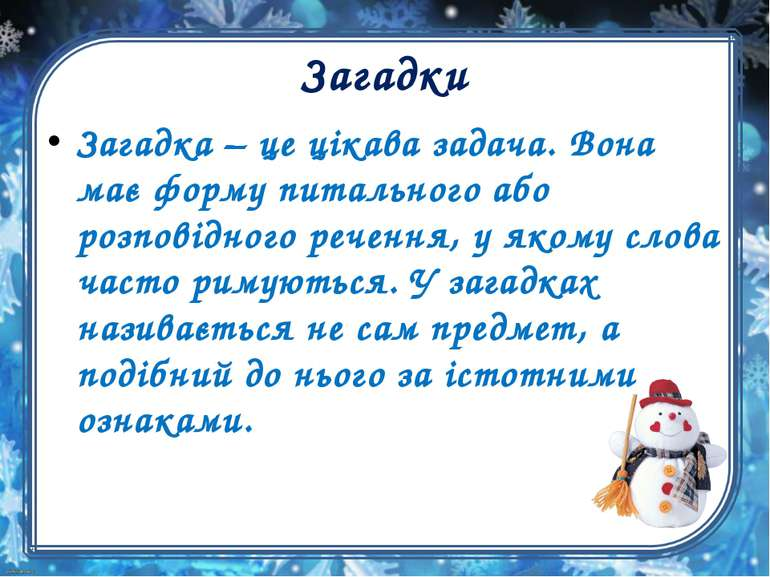 Загадки
• Загадка – це цікава задача. Вона
має форму питального або
розповідного речення, у якому слова
часто римуються. У загадках
називається не сам предмет, а
подібний до нього за істотними
ознаками.